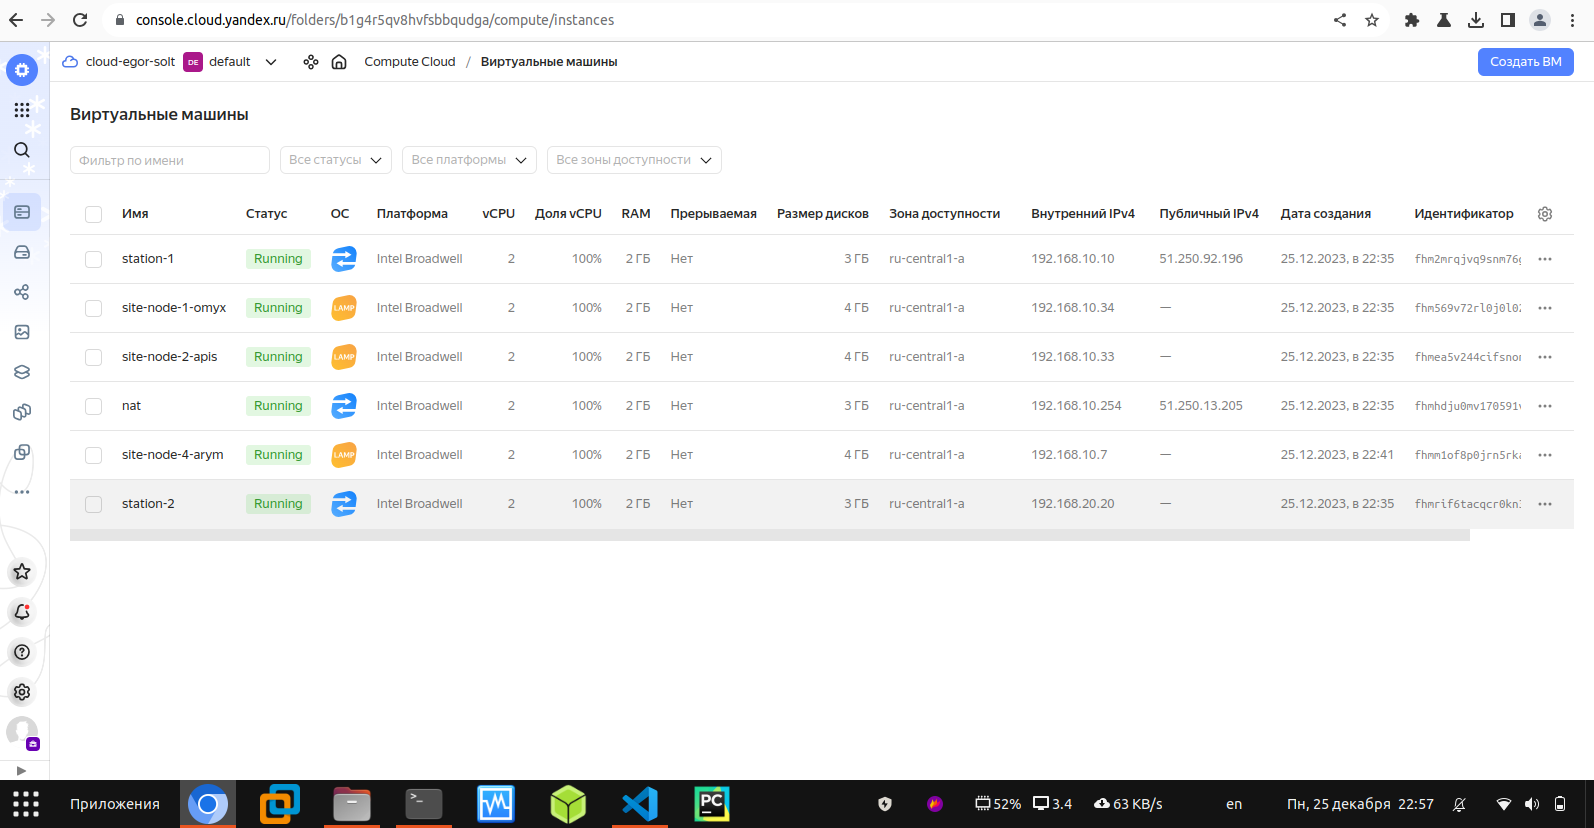 console.cloud.yandex.ru/folders/b1g4r5qv8hvfsbbqudga/compute/instances
cloud-egor-solt DE default Compute Cloud / Виртуальные машины Создать ВМ
Виртуальные машины
Фильтр по имени Все статусы Все платформы Все зоны доступности
Имя Статус ОС Платформа vCPU Доля vCPU RAM Прерываемая Размер дисков Зона доступности Внутренний IPv4 Публичный IPv4 Дата создания Идентификатор
station-1 Running Intel Broadwell 2 100% 2 ГБ Нет 3 ГБ ru-central1-a 192.168.10.10 51.250.92.196 25.12.2023, в 22:35 fhm2mrqjvq9snm76g
site-node-1-omyx Running LAMP Intel Broadwell 2 100% 2 ГБ Нет 4 ГБ ru-central1-a 192.168.10.34 — 25.12.2023, в 22:35 fhm569v72rl0j0l02
site-node-2-apis Running LAMP Intel Broadwell 2 100% 2 ГБ Нет 4 ГБ ru-central1-a 192.168.10.33 — 25.12.2023, в 22:35 fhmea5v244cifsnon
nat Running Intel Broadwell 2 100% 2 ГБ Нет 3 ГБ ru-central1-a 192.168.10.254 51.250.13.205 25.12.2023, в 22:35 fhmhdju0mv170591v
site-node-4-arym Running LAMP Intel Broadwell 2 100% 2 ГБ Нет 4 ГБ ru-central1-a 192.168.10.7 — 25.12.2023, в 22:41 fhmm1of8p0jrn5rka
station-2 Running Intel Broadwell 2 100% 2 ГБ Нет 3 ГБ ru-central1-a 192.168.20.20 — 25.12.2023, в 22:35 fhmrif6tacqcr0kn
Приложения >_ PC 52% 3.4 63 KB/s en Пн, 25 декабря 22:57